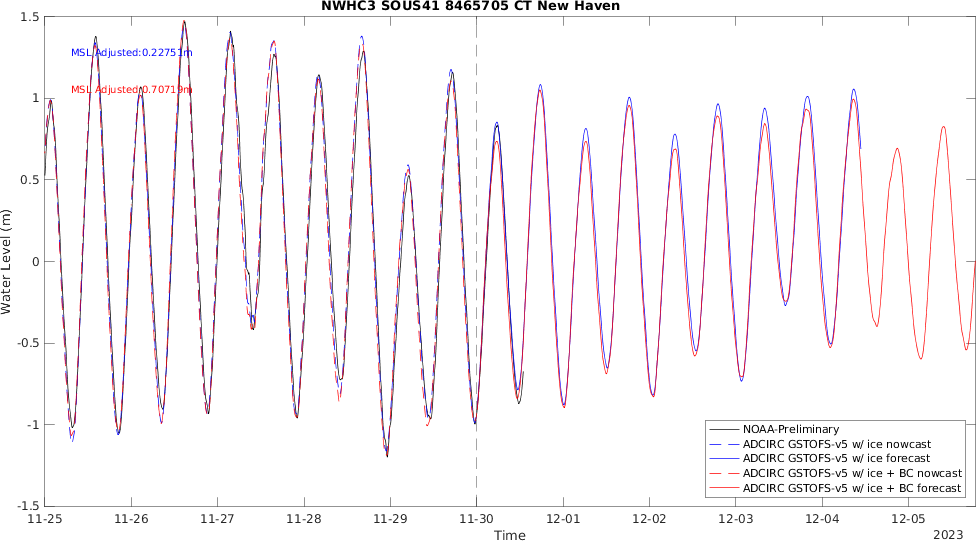 NWHC3 SOUS41 8465705 CT New Haven
MSL Adjusted:0.22751m
MSL Adjusted:0.70719m
Water Level (m)
1.5
1
0.5
0
-0.5
-1
-1.5
NOAA-Preliminary
ADCIRC GSTOFS-v5 w/ ice nowcast
ADCIRC GSTOFS-v5 w/ ice forecast
ADCIRC GSTOFS-v5 w/ ice + BC nowcast
ADCIRC GSTOFS-v5 w/ ice + BC forecast
11-25 11-26 11-27 11-28 11-29 11-30 12-01 12-02 12-03 12-04 12-05
Time
2023